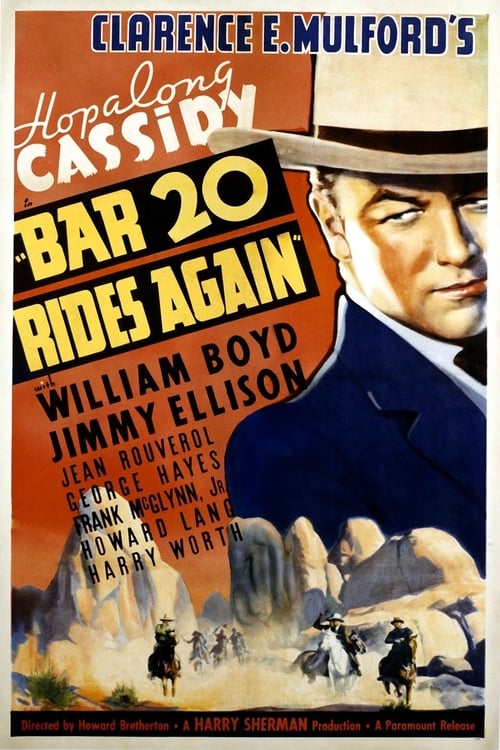 CLARENCE E. MULFORD'S
Hopalong
CASSIDY
in
"BAR 20
RIDES AGAIN"
with
WILLIAM BOYD
JIMMY ELLISON
JEAN ROUVEROL
GEORGE HAYES
FRANK McGLYNN, JR.
HOWARD LANG
HARRY WORTH
Directed by Howard Bretherton • A HARRY SHERMAN Production • A Paramount Release